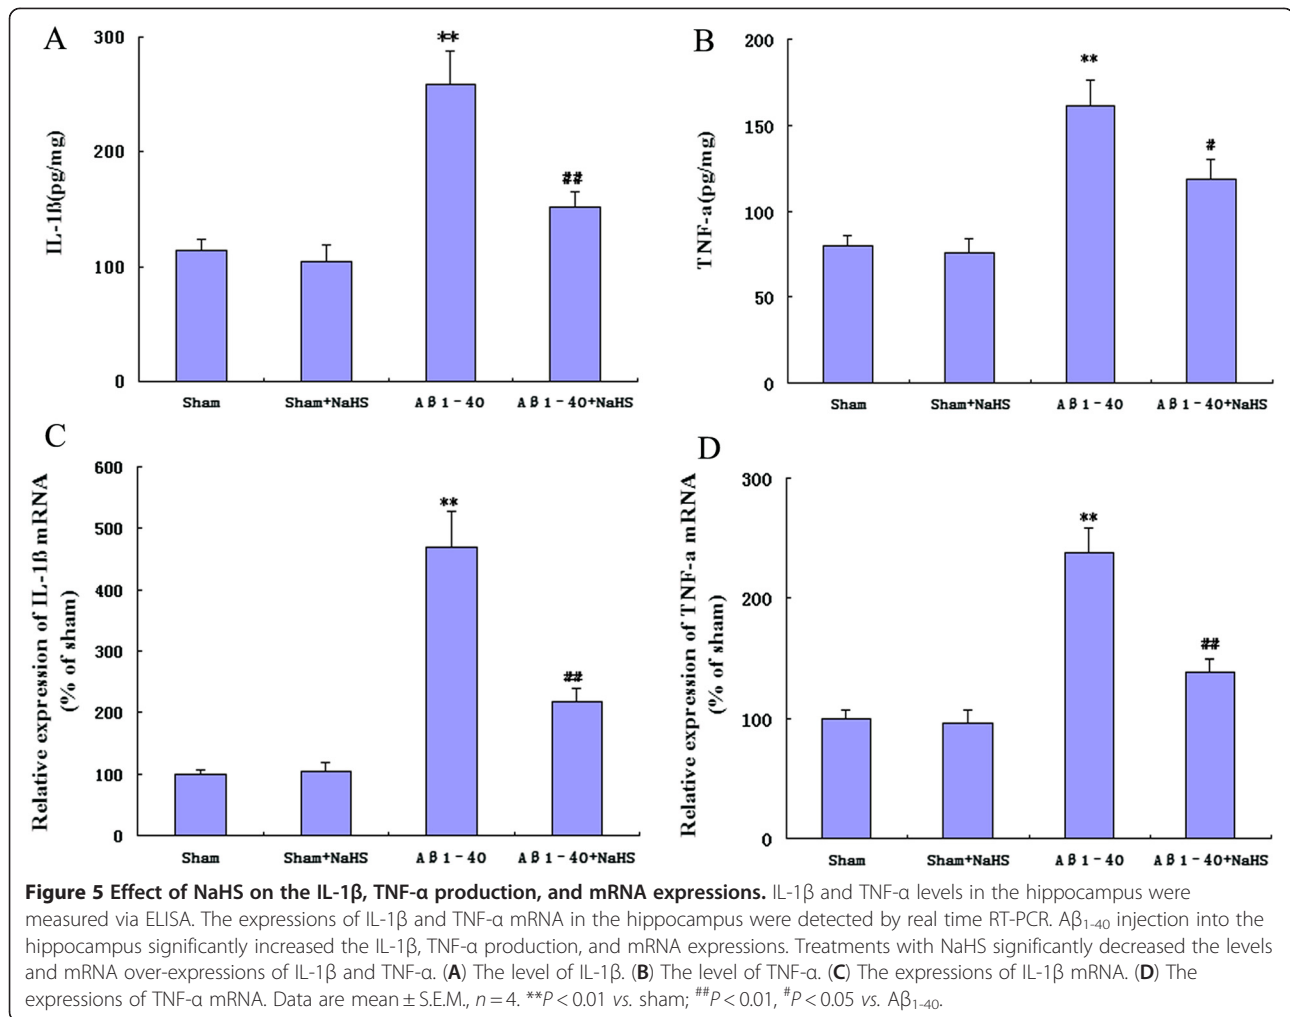 A
300
200
100
0
IL-1ß(pg/mg)
**
##
Sham
Sham+NaHS
Aβ1-40
Aβ1-40+NaHS
B
200
150
100
50
0
TNF-a(pg/mg)
**
#
Sham
Sham+NaHS
Aβ1-40
Aβ1-40+NaHS
C
600
500
400
300
200
100
0
Relative expression of IL-1ß mRNA
(% of sham)
**
##
Sham
Sham+NaHS
Aβ1-40
Aβ1-40+NaHS
D
300
200
100
0
Relative expression of TNF-a mRNA
(% of sham)
**
##
Sham
Sham+NaHS
Aβ1-40
Aβ1-40+NaHS
Figure 5 Effect of NaHS on the IL-1β, TNF-α production, and mRNA expressions. IL-1β and TNF-α levels in the hippocampus were
measured via ELISA. The expressions of IL-1β and TNF-α mRNA in the hippocampus were detected by real time RT-PCR. Aβ1-40 injection into the
hippocampus significantly increased the IL-1β, TNF-α production, and mRNA expressions. Treatments with NaHS significantly decreased the levels
and mRNA over-expressions of IL-1β and TNF-α. (A) The level of IL-1β. (B) The level of TNF-α. (C) The expressions of IL-1β mRNA. (D) The
expressions of TNF-α mRNA. Data are mean ± S.E.M., n = 4. **P < 0.01 vs. sham; ##P < 0.01, #P < 0.05 vs. Aβ1-40.